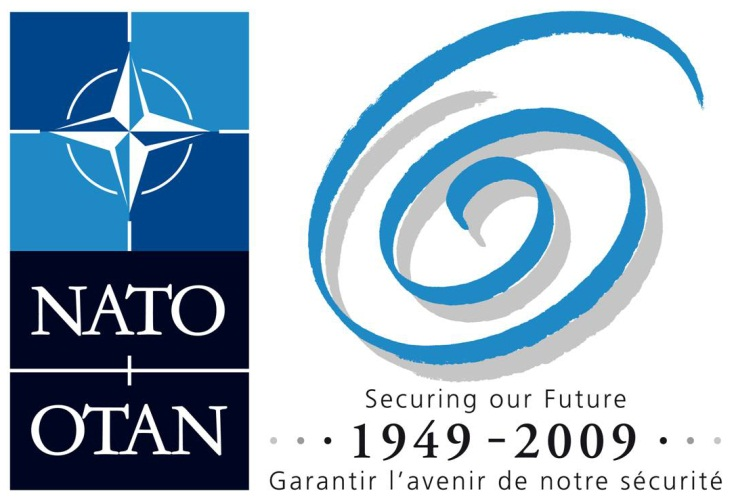 NATO
OTAN
Securing our Future
1949 - 2009
Garantir l'avenir de notre sécurité